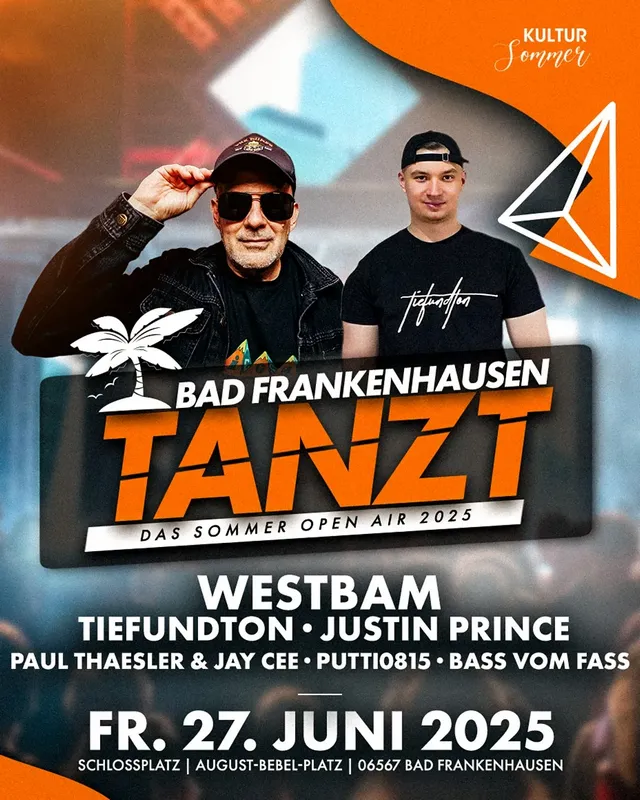 KULTUR
Sommer
tiefundton
BAD FRANKENHAUSEN
TANZT
DAS SOMMER OPEN AIR 2025
WESTBAM
TIEFUNDTON • JUSTIN PRINCE
PAUL THAESLER & JAY CEE • PUTTI0815 • BASS VOM FASS
FR. 27. JUNI 2025
SCHLOSSPLATZ | AUGUST-BEBEL-PLATZ | 06567 BAD FRANKENHAUSEN